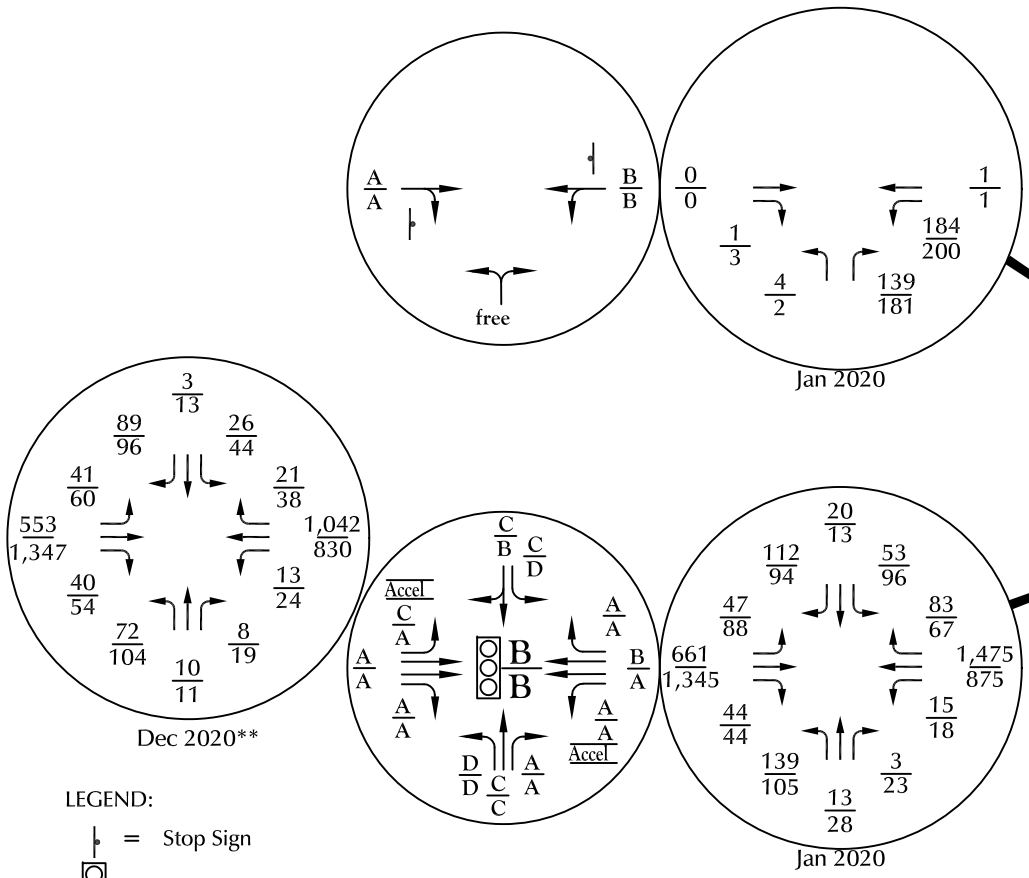 A
A
B
B
free
0
0
1
1
1
3
184
200
4
2
139
181
Jan 2020
3
13
89
96
26
44
41
60
21
38
553
1,347
1,042
830
40
54
13
24
72
104
8
19
10
11
Dec 2020**
C
B
C
D
Accel
C
A
A
A
A
A
B
B
B
A
A
A
A
A
Accel
D
D
C
C
A
A
20
13
112
94
53
96
47
88
83
67
661
1,345
1,475
875
44
44
15
18
139
105
3
23
13
28
Jan 2020
LEGEND:
= Stop Sign